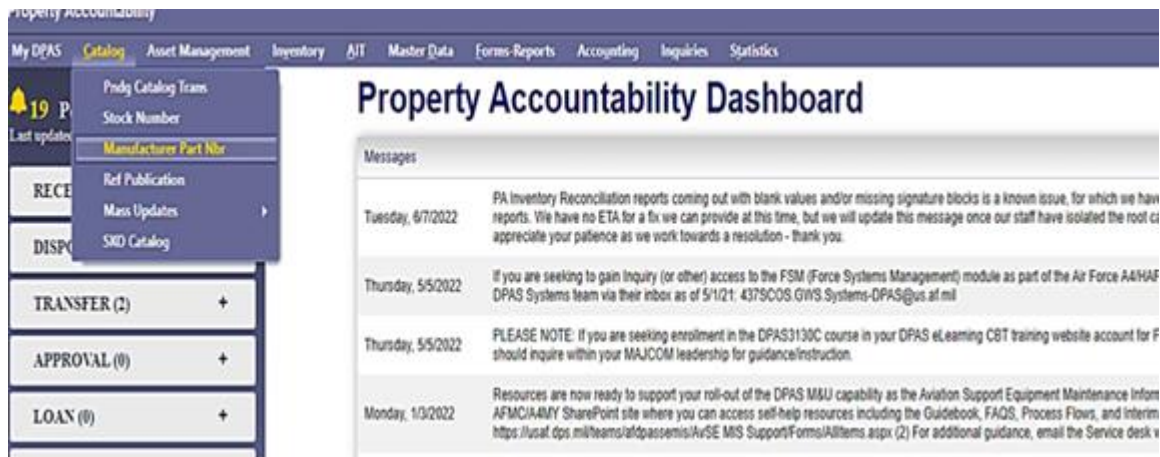 Property Accountability
My DPAS Catalog Asset Management Inventory AIT Master Data Forms-Reports Accounting Inquiries Statistics
19
Last updated
Pndg Catalog Trans
Stock Number
Manufacturer Part Nbr
Ref Publication
Mass Updates
SKO Catalog
RECE
DISPO
TRANSFER (2) +
APPROVAL (0) +
LOAN (0) +
Property Accountability Dashboard
Messages
Tuesday, 6/7/2022
PA Inventory Reconciliation reports coming out with blank values and/or missing signature blocks is a known issue, for which we have
reports. We have no ETA for a fix we can provide at this time, but we will update this message once our staff have isolated the root ca
appreciate your patience as we work towards a resolution - thank you.
Thursday, 5/5/2022
If you are seeking to gain Inquiry (or other) access to the FSM (Force Systems Management) module as part of the Air Force A4/HAF
DPAS Systems team via their inbox as of 5/1/21: 437SCOS.GWS.Systems-DPAS@us.af.mil
Thursday, 5/5/2022
PLEASE NOTE: If you are seeking enrollment in the DPAS3130C course in your DPAS eLearning CBT training website account for F
should inquire within your MAJCOM leadership for guidance/instruction.
Monday, 1/3/2022
Resources are now ready to support your roll-out of the DPAS M&U capability as the Aviation Support Equipment Maintenance Inform
AFMC/A4MY SharePoint site where you can access self-help resources including the Guidebook, FAQS, Process Flows, and Interim
https://usaf.dps.mil/teams/afdpassemis/AvSE MIS Support/Forms/AllItems.aspx (2) For additional guidance, email the Service desk w